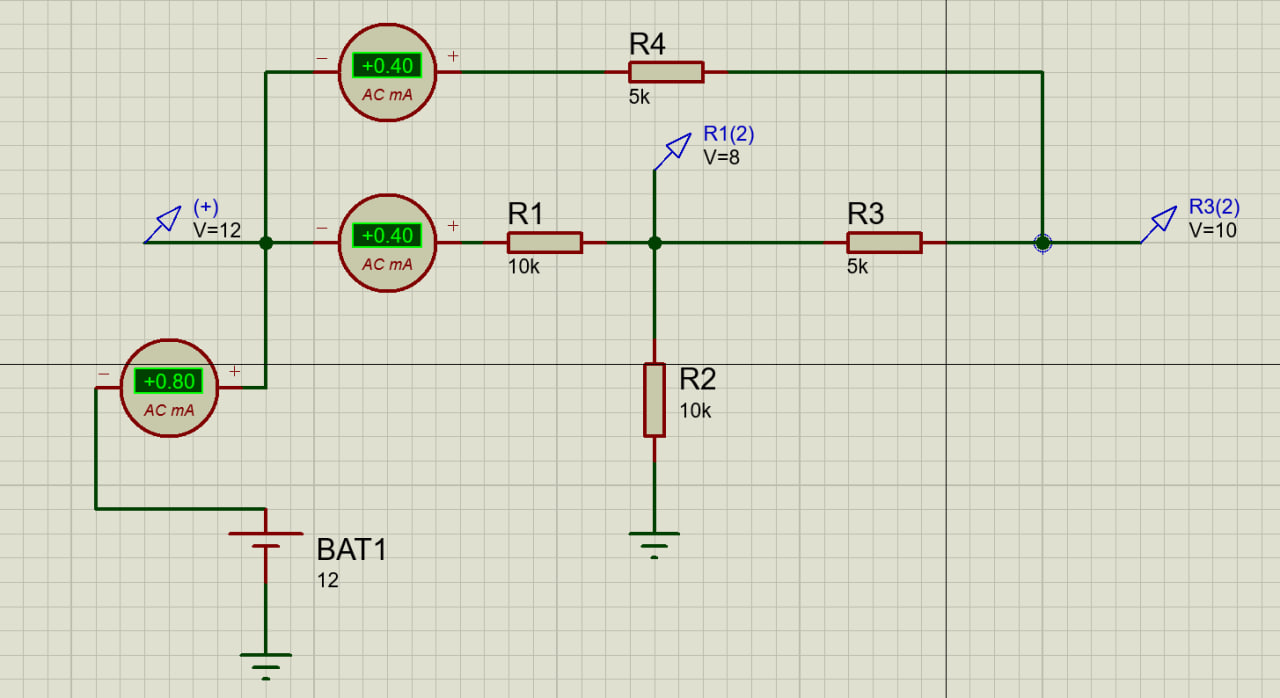 R4
− +
+0.40
AC mA
5k
R1(2)
V=8
(+)
V=12
− +
+0.40
AC mA
R1
10k
R3
5k
R3(2)
V=10
− +
+0.80
AC mA
R2
10k
BAT1
12